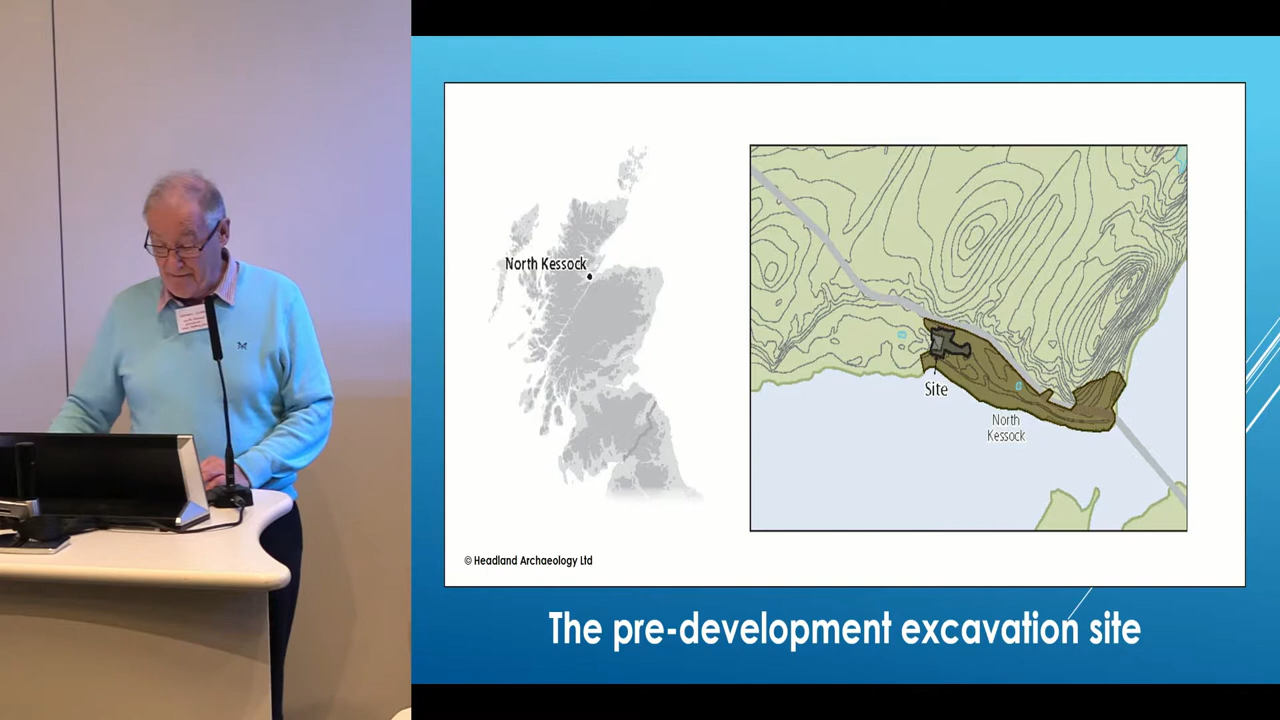 North Kessock
Site
North
Kessock
© Headland Archaeology Ltd
The pre-development excavation site